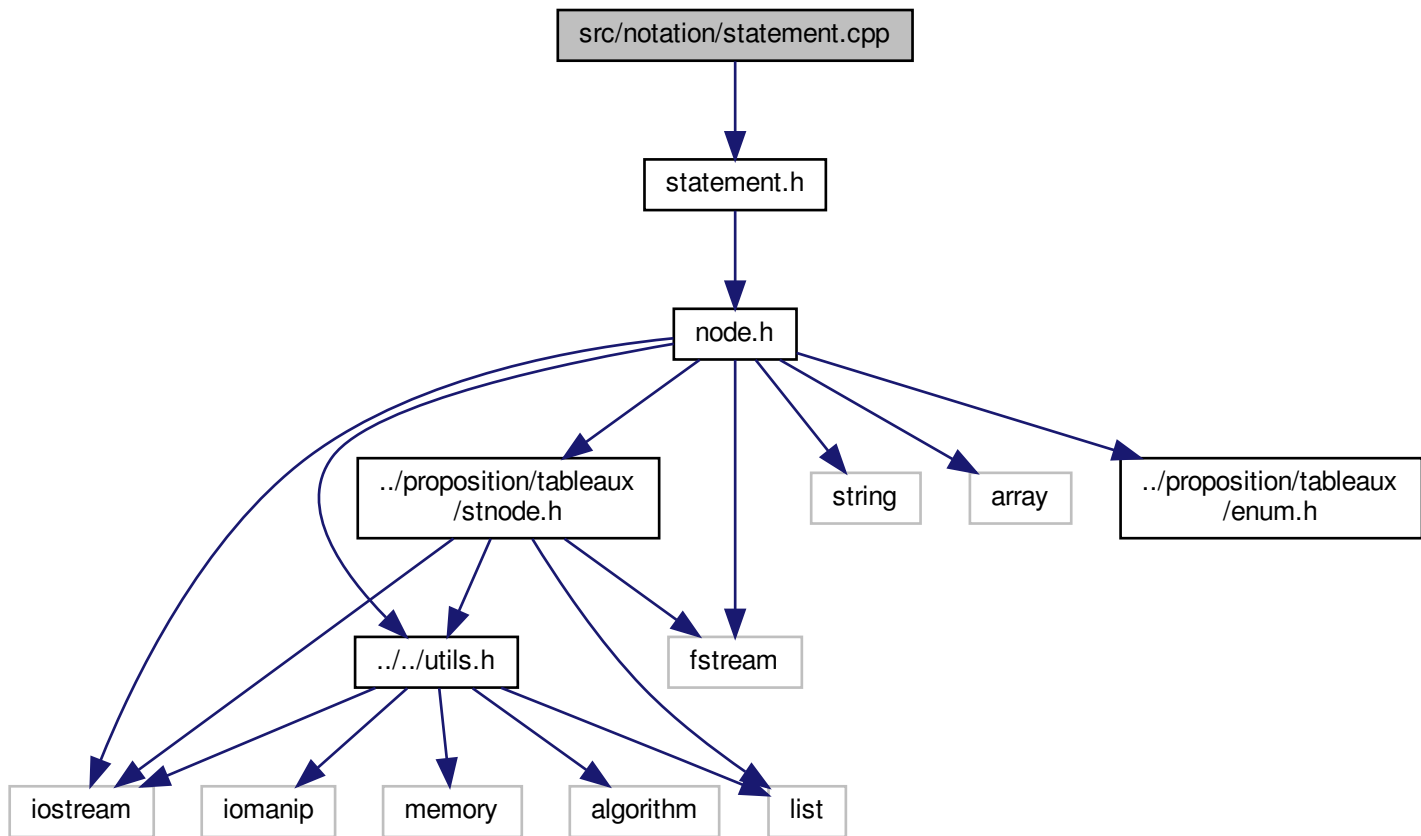 src/notation/statement.cpp
statement.h
node.h
../proposition/tableaux
/stnode.h
string
array
../proposition/tableaux
/enum.h
../../utils.h
fstream
iostream
iomanip
memory
algorithm
list